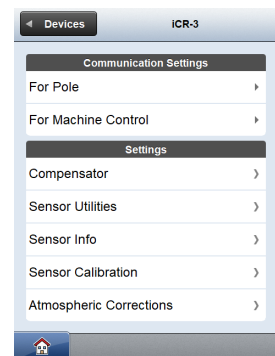 Devices
iCR-3
Communication Settings
For Pole
For Machine Control
Settings
Compensator
Sensor Utilities
Sensor Info
Sensor Calibration
Atmospheric Corrections